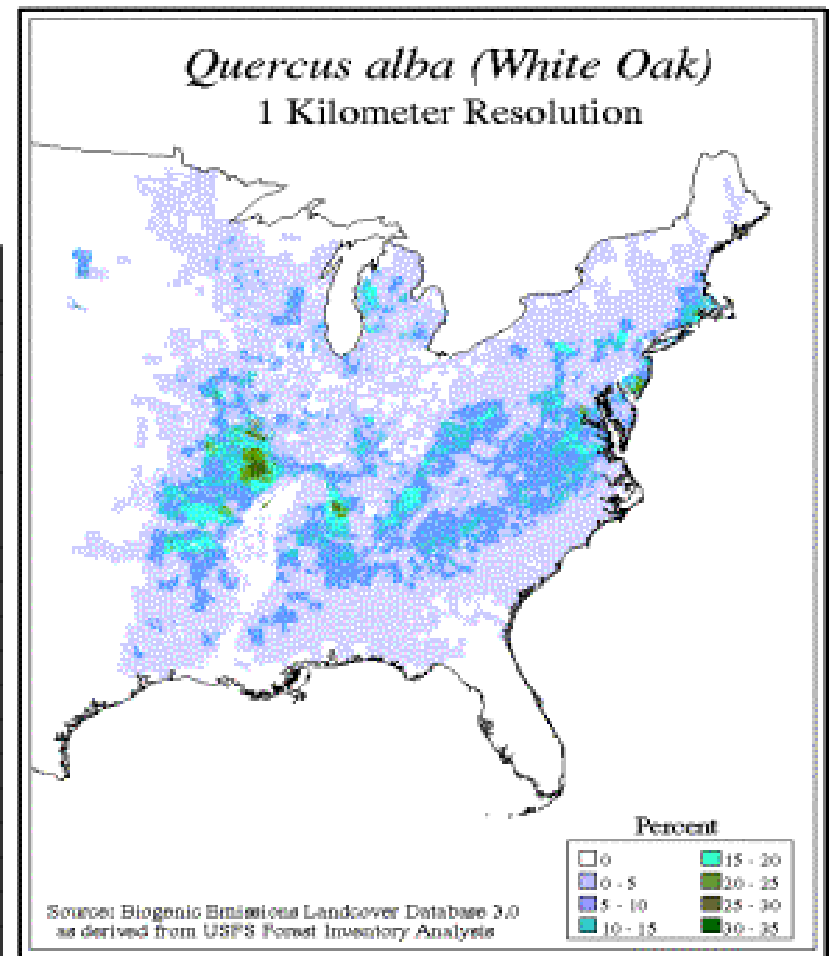 Quercus alba (White Oak)
1 Kilometer Resolution
Percent
0
0 - 5
5 - 10
10 - 15
15 - 20
20 - 25
25 - 30
30 - 35
Source: Biogenic Emissions Landcover Database 3.0
as derived from USFS Forest Inventory Analysis